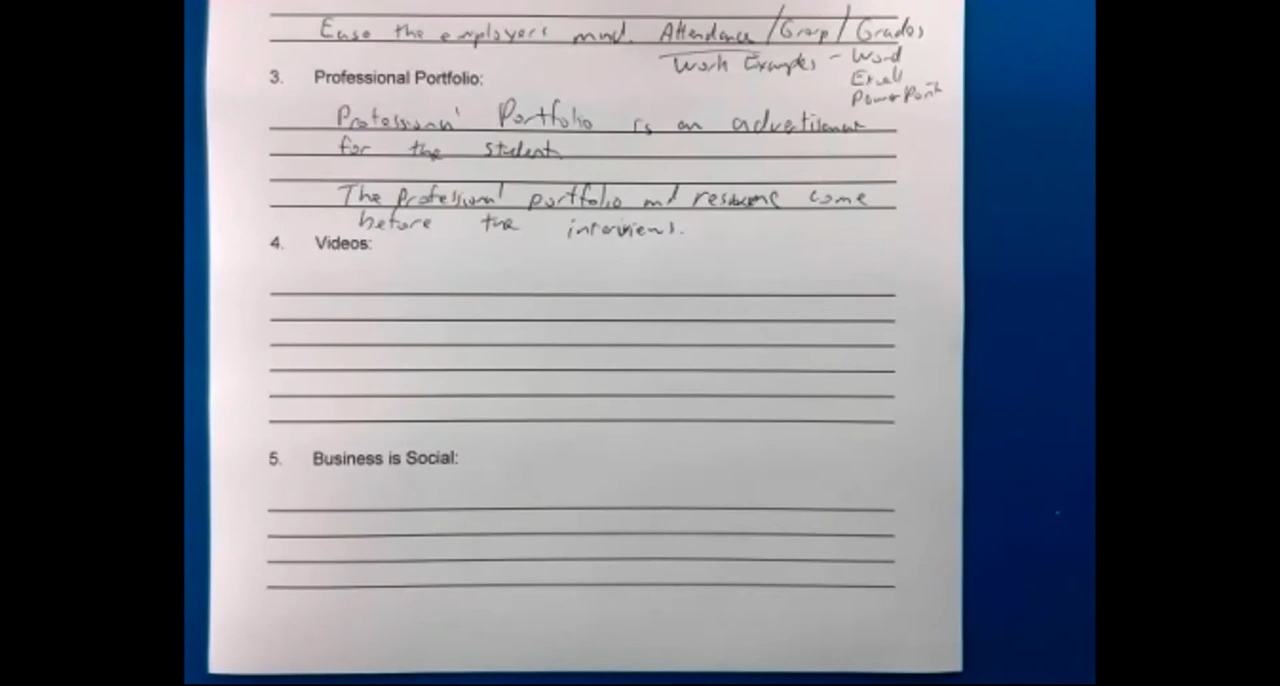 Ease the employers mind. Attendance / Group / Grades
Work Examples - Word
3. Professional Portfolio:
Excell
PowerPoint
Professional Portfolio is an advertisment
for the student
The professional portfolio and resume come
before the interviews.
4. Videos:
5. Business is Social: